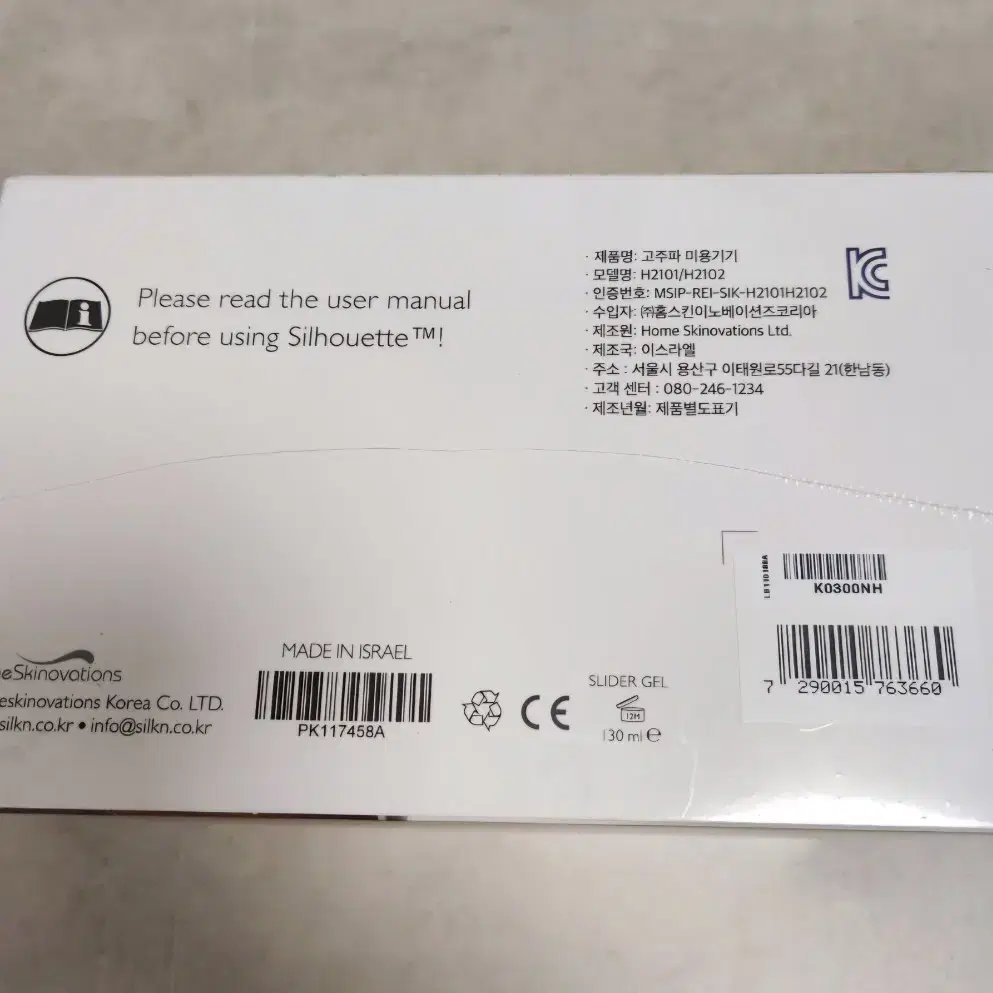 Please read the user manual
before using Silhouette™!
· 제품명: 고주파 미용기기
· 모델명: H2101/H2102
· 인증번호: MSIP-REI-SIK-H2101H2102
· 수입자: ㈜홈스킨이노베이션즈코리아
· 제조원: Home Skinovations Ltd.
· 제조국: 이스라엘
· 주소 : 서울시 용산구 이태원로55다길 21(한남동)
· 고객 센터 : 080-246-1234
· 제조년월: 제품별도표기
K0300NH
7 290015 763660
eSkinovations
eskinovations Korea Co. LTD.
silkn.co.kr • info@silkn.co.kr
MADE IN ISRAEL
PK117458A
CE
SLIDER GEL
12M
130 ml ℮